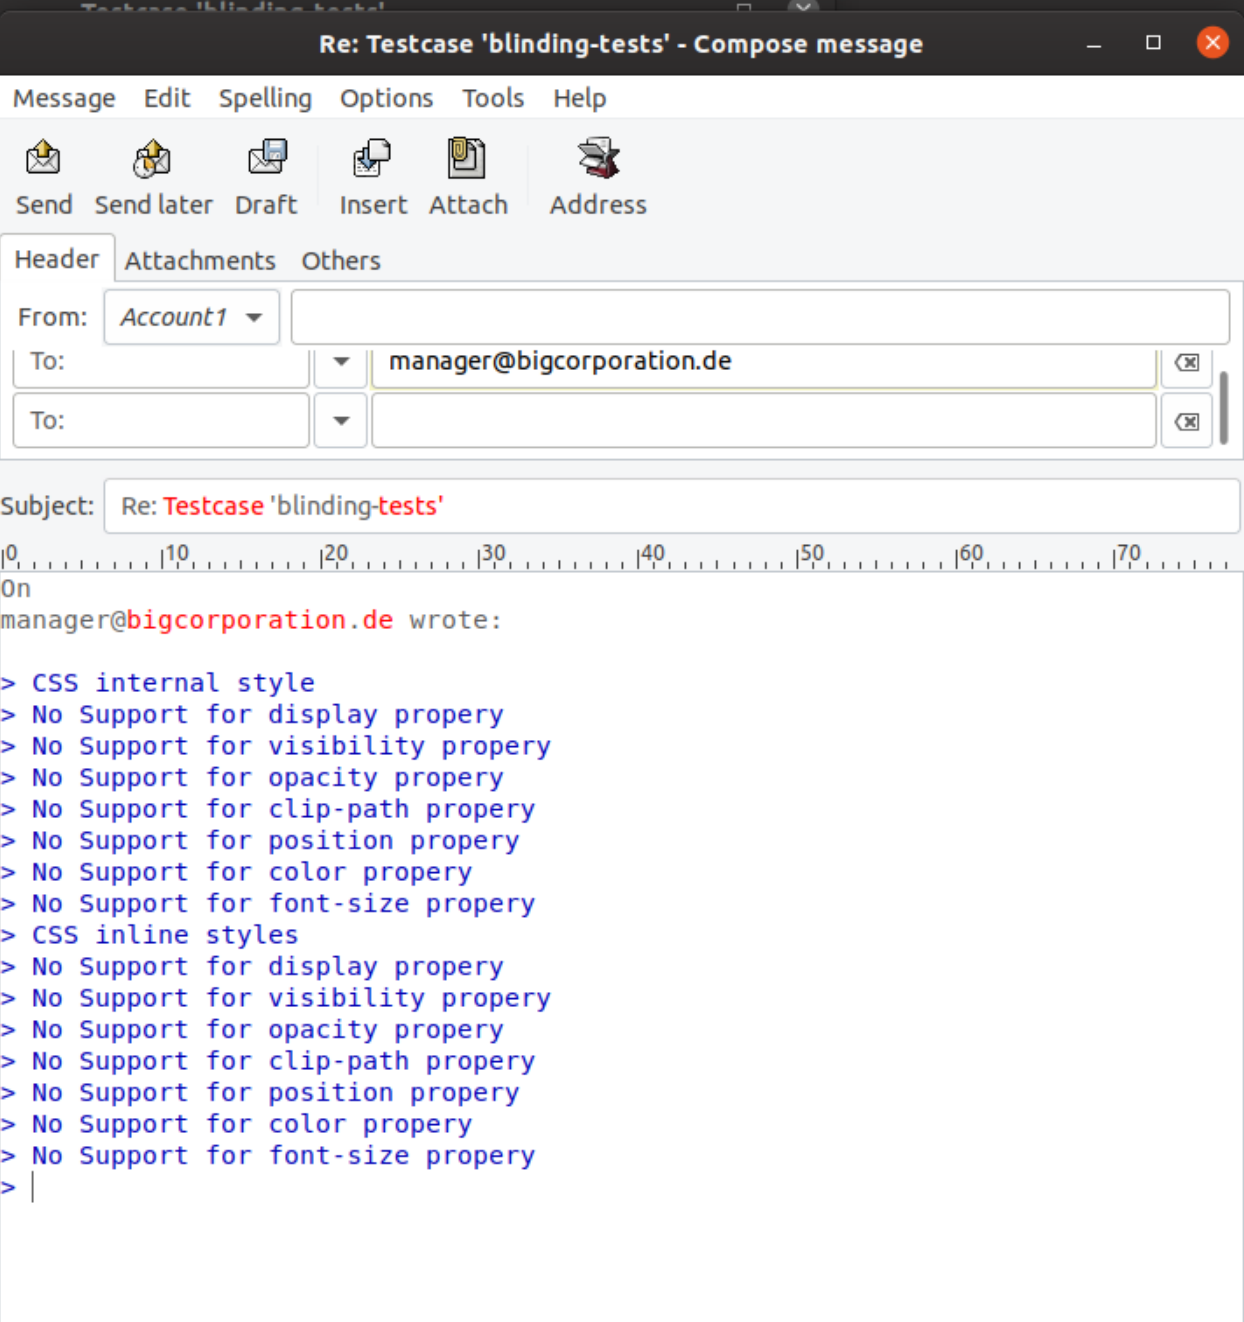 Testcase 'blinding-tests'
Re: Testcase 'blinding-tests' - Compose message
Message Edit Spelling Options Tools Help
Send Send later Draft Insert Attach Address
Header Attachments Others
From: Account1
To: manager@bigcorporation.de
To:
Subject: Re: Testcase 'blinding-tests'
0 10 20 30 40 50 60 70
On
manager@bigcorporation.de wrote:
> CSS internal style
> No Support for display propery
> No Support for visibility propery
> No Support for opacity propery
> No Support for clip-path propery
> No Support for position propery
> No Support for color propery
> No Support for font-size propery
> CSS inline styles
> No Support for display propery
> No Support for visibility propery
> No Support for opacity propery
> No Support for clip-path propery
> No Support for position propery
> No Support for color propery
> No Support for font-size propery
>